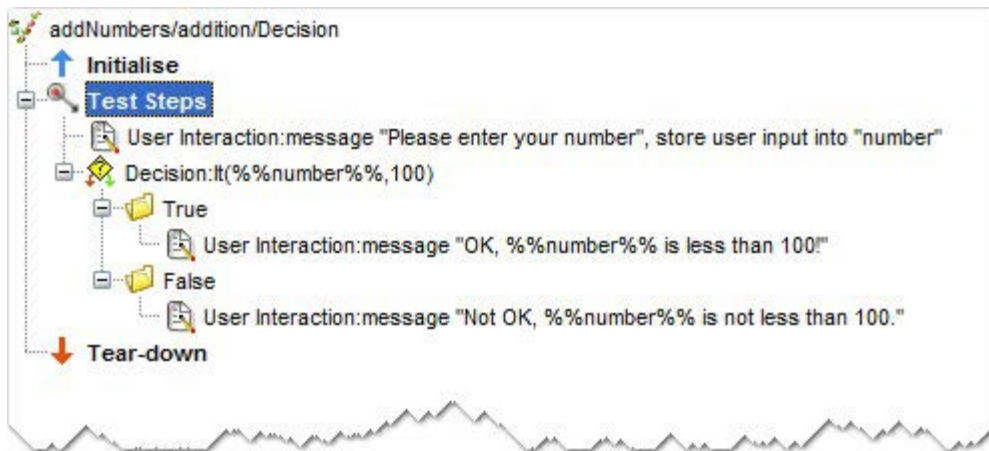 addNumbers/addition/Decision
Initialise
Test Steps
User Interaction:message "Please enter your number", store user input into "number"
Decision:lt(%%number%%,100)
True
User Interaction:message "OK, %%number%% is less than 100!"
False
User Interaction:message "Not OK, %%number%% is not less than 100."
Tear-down